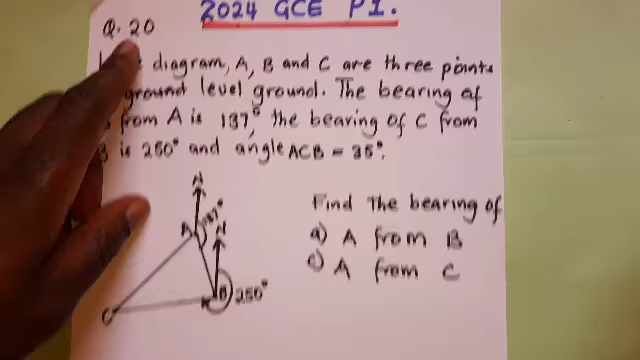 2024 GCE P1.
Q. 20
diagram, A, B and C are three points
ground level ground. The bearing of
from A is 137°, the bearing of C from
B is 250° and angle ACB = 35°.
Find the bearing of
a) A from B
c) A from C
N
137°
A
N
B
250°
C